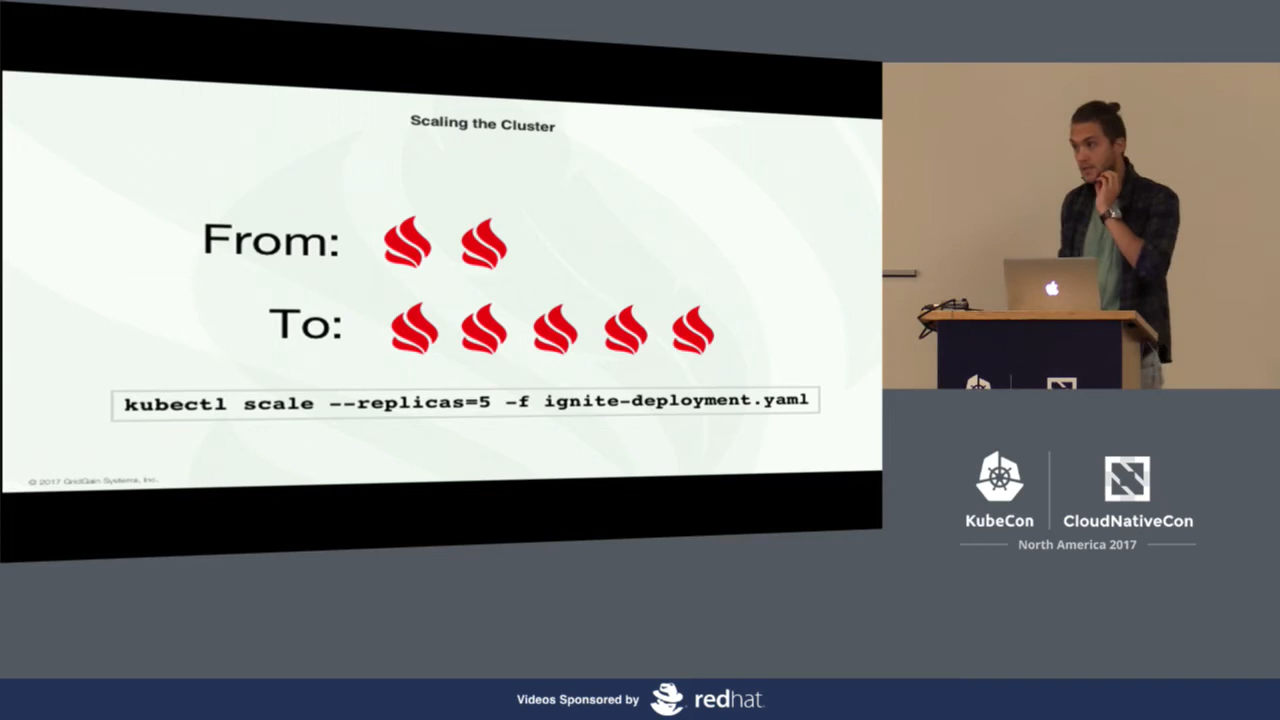 Scaling the Cluster
From:
To:
kubectl scale --replicas=5 -f ignite-deployment.yaml
© 2017 GridGain Systems, Inc.
KubeCon
CloudNativeCon
North America 2017
Videos Sponsored by
redhat